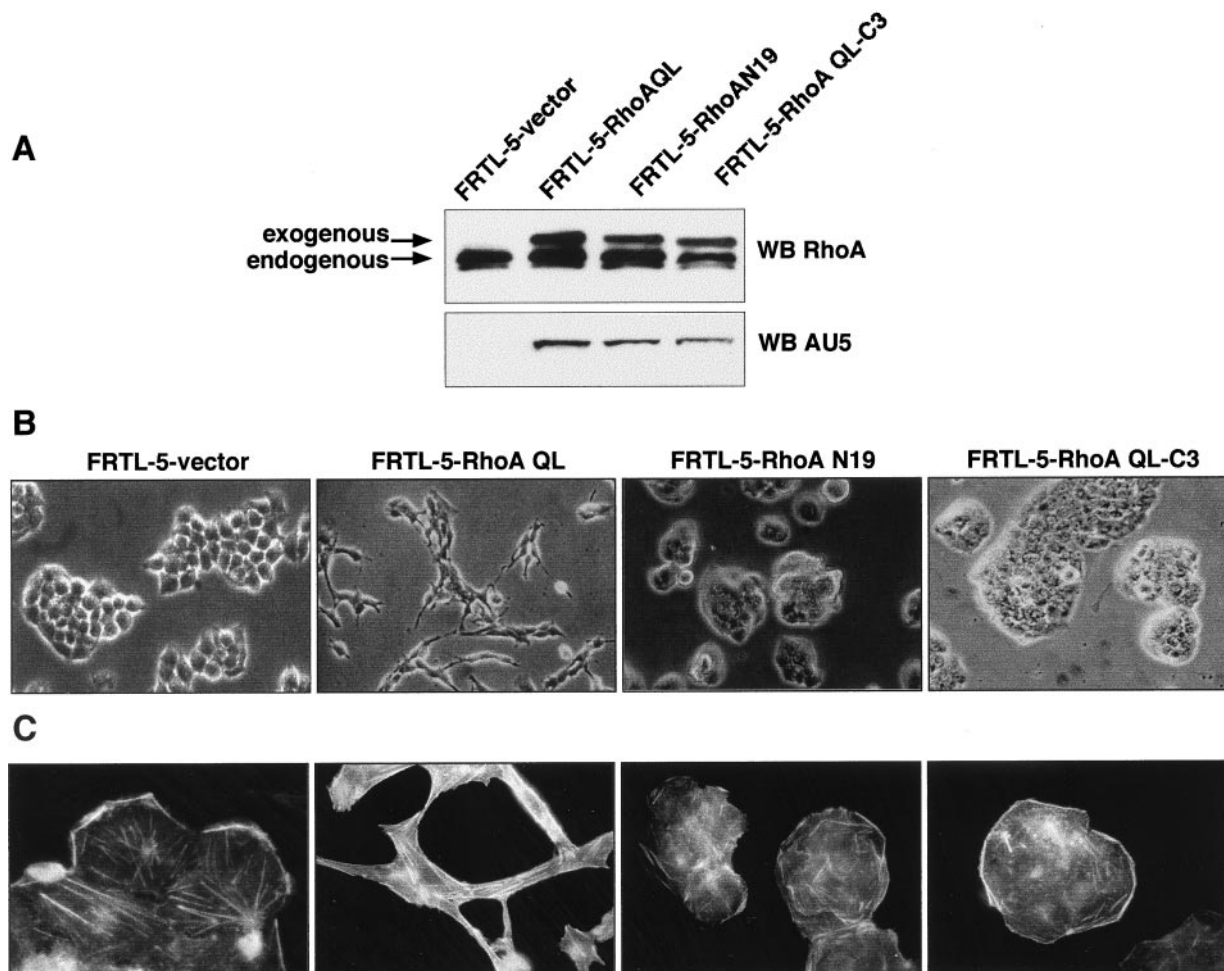 A
FRTL-5-vector
FRTL-5-RhoAQL
FRTL-5-RhoAN19
FRTL-5-RhoA QL-C3
exogenous
endogenous
WB RhoA
WB AU5
B
FRTL-5-vector
FRTL-5-RhoA QL
FRTL-5-RhoA N19
FRTL-5-RhoA QL-C3
C